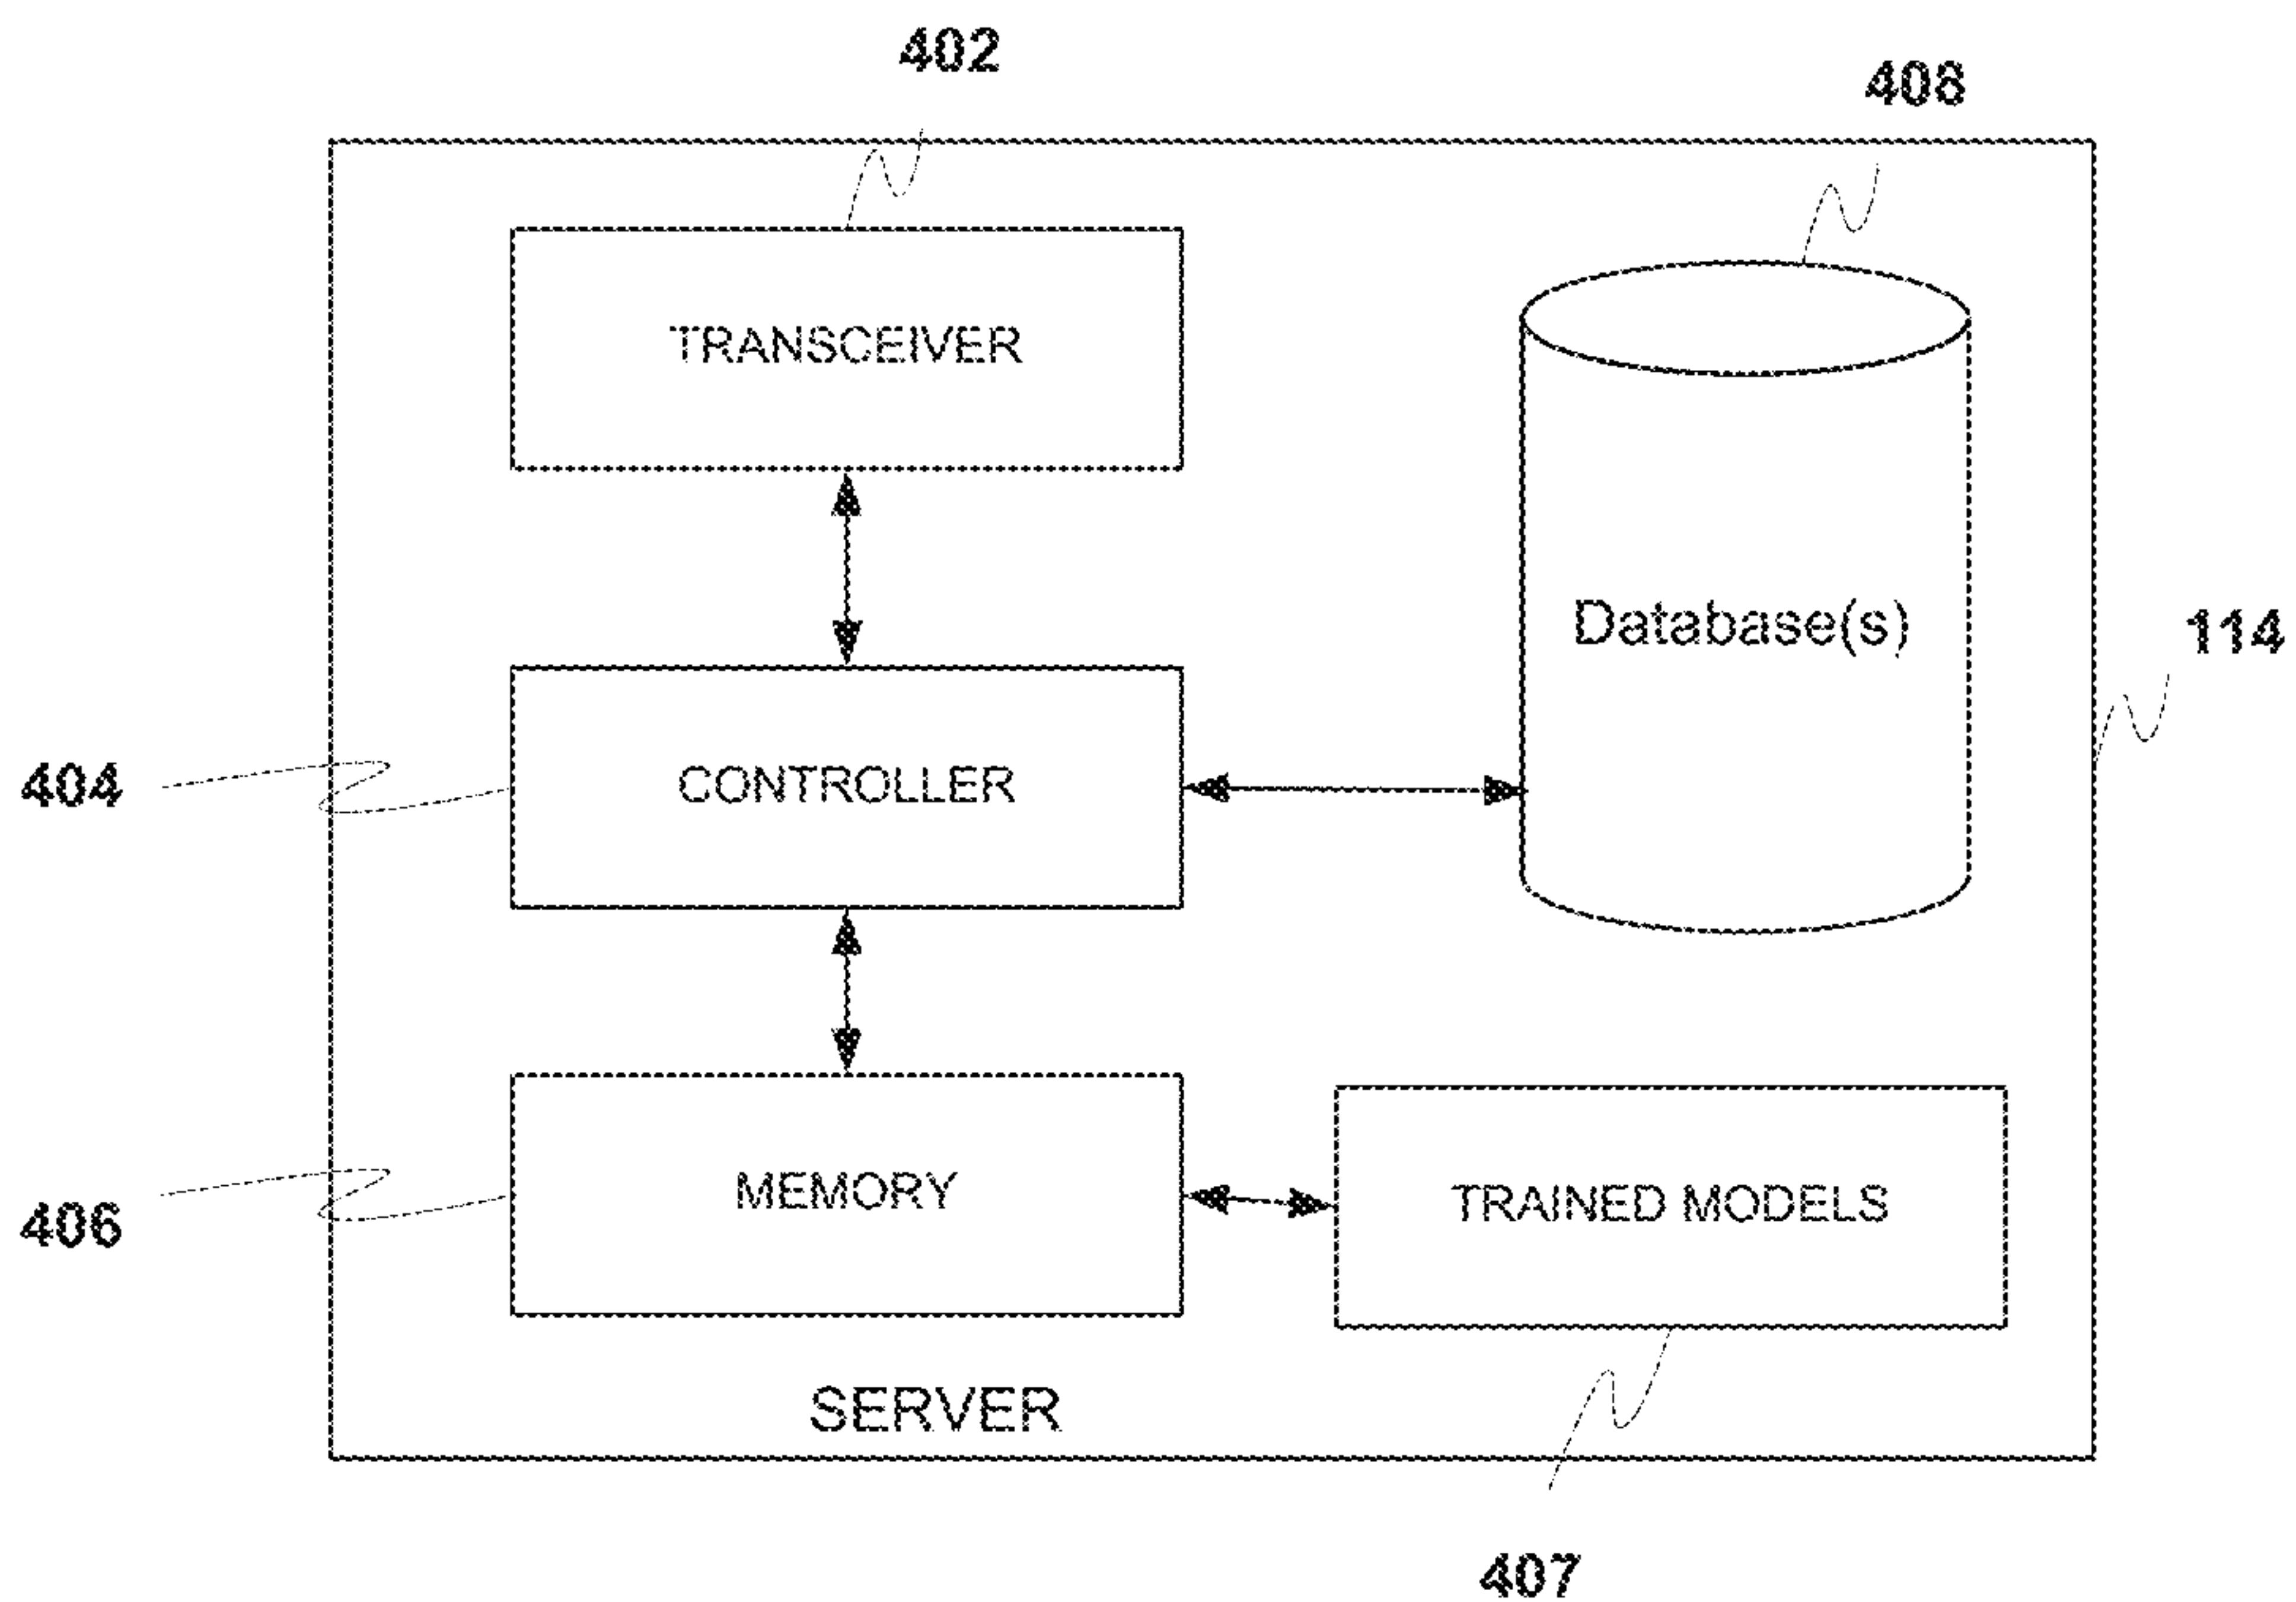 402
408
TRANSCEIVER
Database(s)
114
404
CONTROLLER
406
MEMORY
TRAINED MODELS
SERVER
407